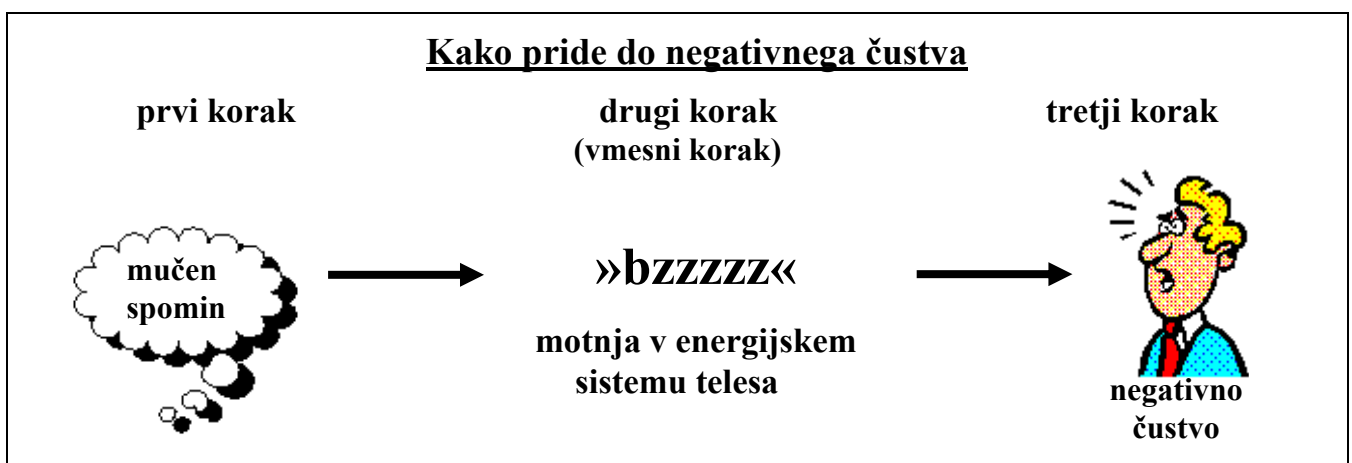 Kako pride do negativnega čustva
prvi korak
drugi korak
(vmesni korak)
tretji korak
mučen
spomin
»bzzzzz«
motnja v energijskem
sistemu telesa
negativno
čustvo